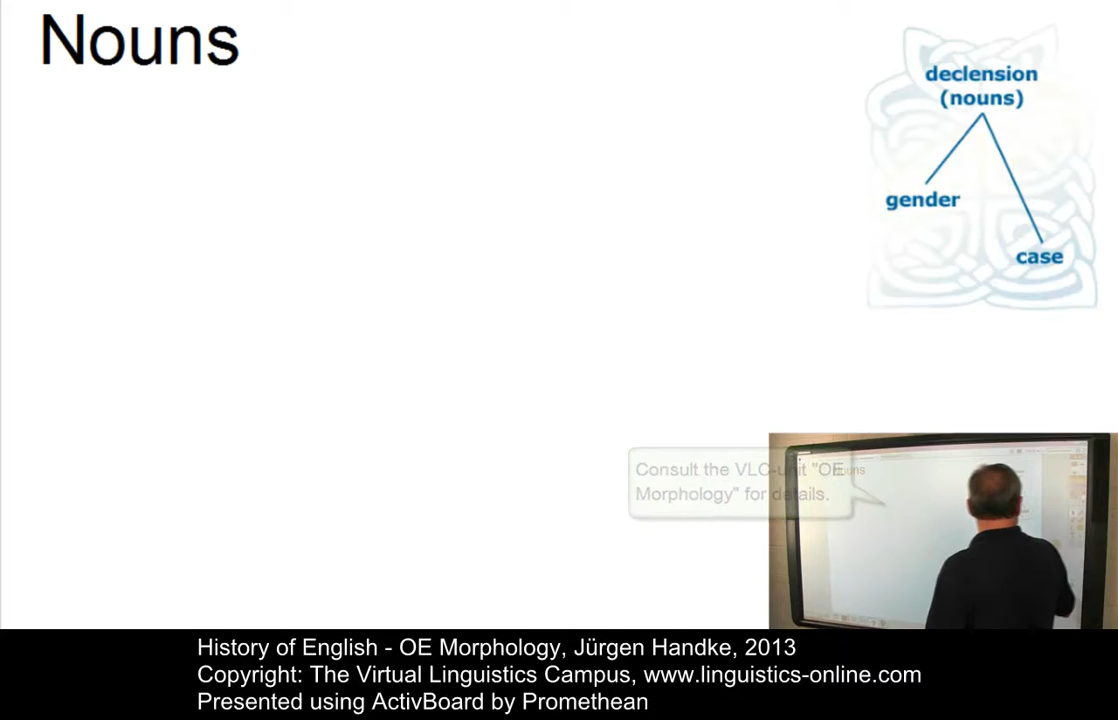 Nouns
declension
(nouns)
gender
case
Consult the VLC-unit "OE
Morphology" for details.
Nouns
History of English - OE Morphology, Jürgen Handke, 2013
Copyright: The Virtual Linguistics Campus, www.linguistics-online.com
Presented using ActivBoard by Promethean